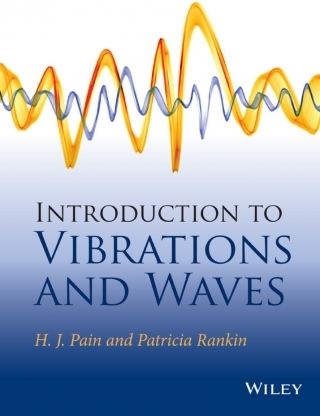 INTRODUCTION TO
VIBRATIONS
AND WAVES
H. J. Pain and Patricia Rankin
WILEY